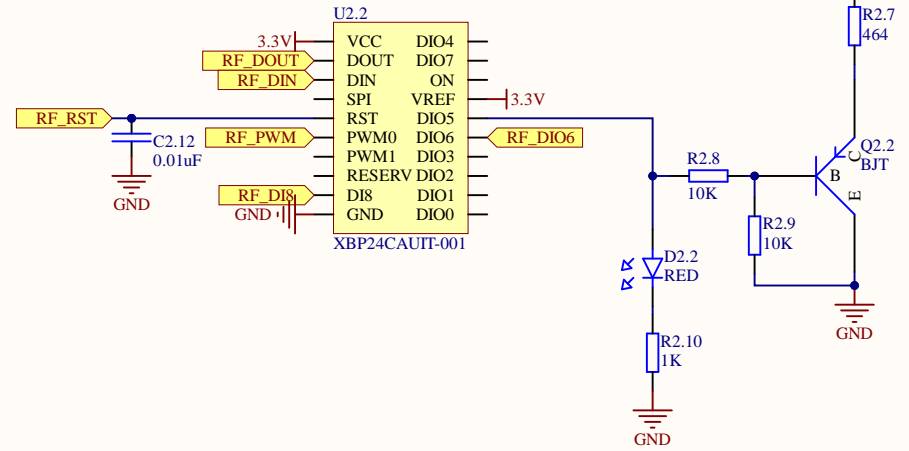 U2.2
R2.7
464
3.3V
VCC
DIO4
RF_DOUT
DOUT
DIO7
RF_DIN
DIN
ON
SPI
VREF
3.3V
RF_RST
RST
DIO5
C2.12
0.01uF
GND
RF_PWM
PWM0
DIO6
RF_DIO6
PWM1
DIO3
RESERV
DIO2
RF_DI8
DI8
DIO1
GND
GND
DIO0
XBP24CAUIT-001
R2.8
10K
Q2.2
BJT
C
B
E
R2.9
10K
D2.2
RED
GND
R2.10
1K
GND